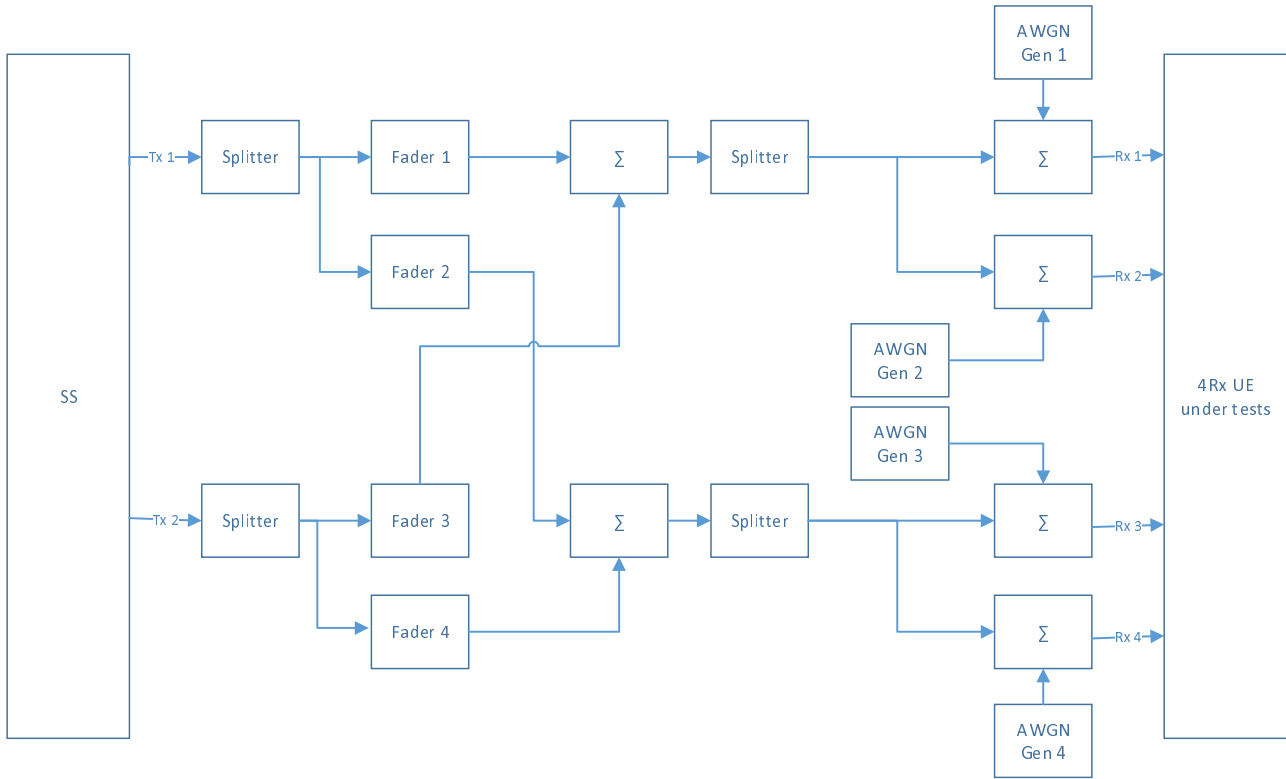 AWGN
Gen 1
Tx 1
Splitter
Fader 1
∑
Splitter
∑
Rx 1
Fader 2
∑
Rx 2
AWGN
Gen 2
SS
4Rx UE
under tests
AWGN
Gen 3
Tx 2
Splitter
Fader 3
∑
Splitter
∑
Rx 3
Fader 4
∑
Rx 4
AWGN
Gen 4